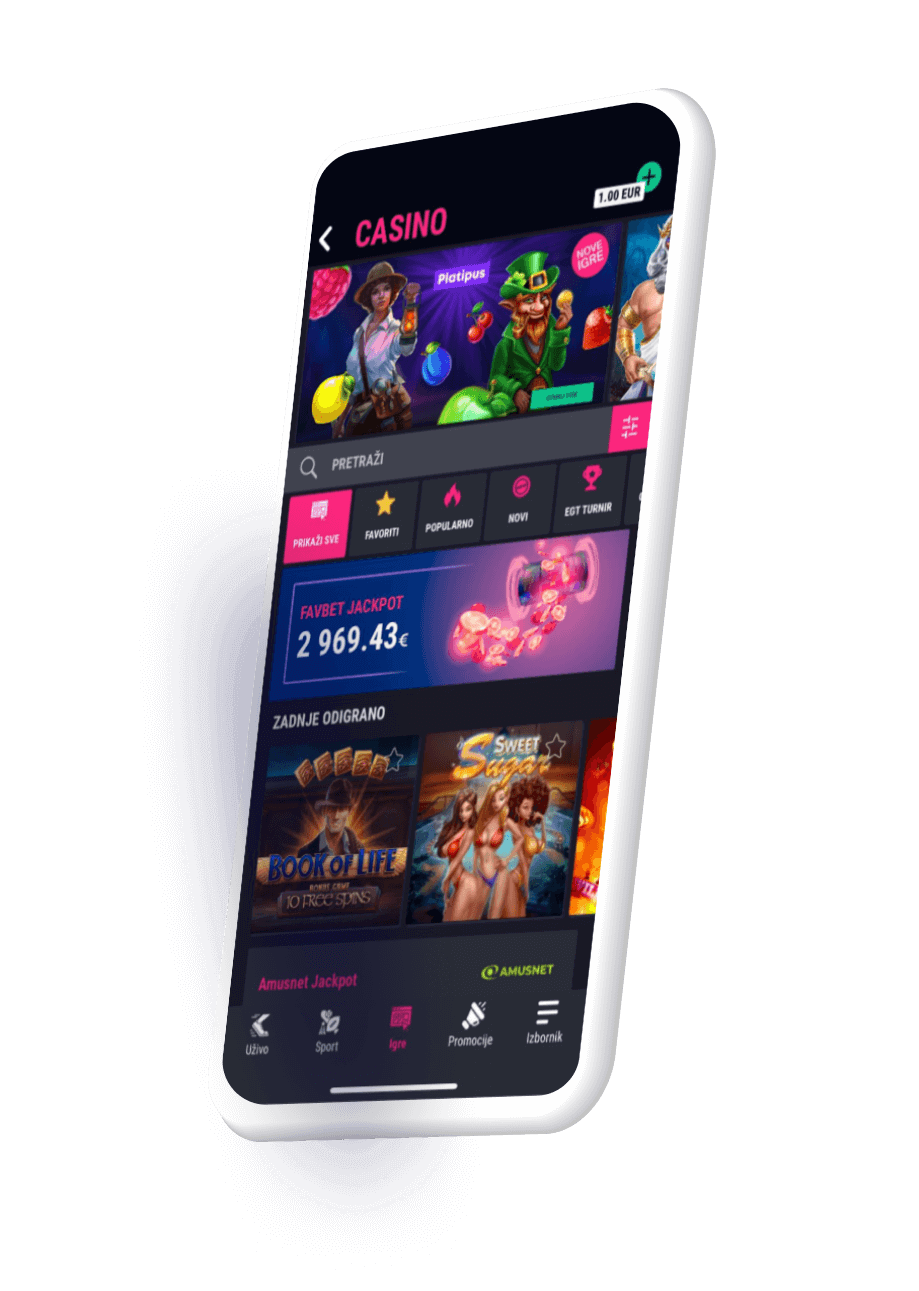 1.00 EUR
CASINO
Platipus
NOVE
IGRE
PRETRAŽI
PRIKAŽI SVE
FAVORITI
POPULARNO
NOVI
EGT TURNIR
FAVBET JACKPOT
2 969.43€
ZADNJE ODIGRANO
BOOK OF LIFE
BONUS GAME
10 FREE SPINS
SWEET
Sugar
Amusnet Jackpot
AMUSNET
Uživo
Sport
Igre
Promocije
Izbornik